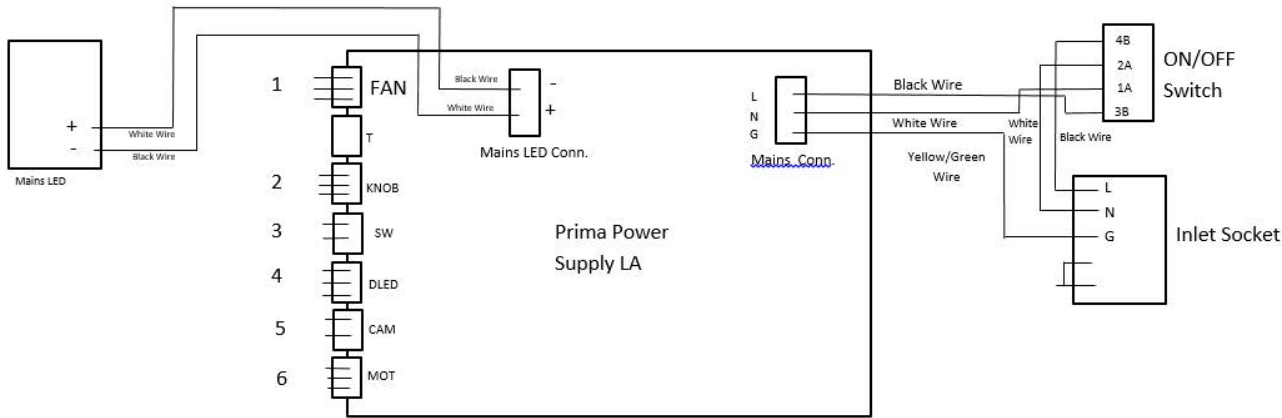 +
-
White Wire
Black Wire
Mains LED
1
2
3
4
5
6
FAN
T
KNOB
SW
DLED
CAM
MOT
Black Wire
White Wire
-
+
Mains LED Conn.
Prima Power
Supply LA
L
N
G
Mains Conn.
Black Wire
White Wire
Yellow/Green
Wire
White
Wire
Black Wire
4B
2A
1A
3B
ON/OFF
Switch
L
N
G
Inlet Socket